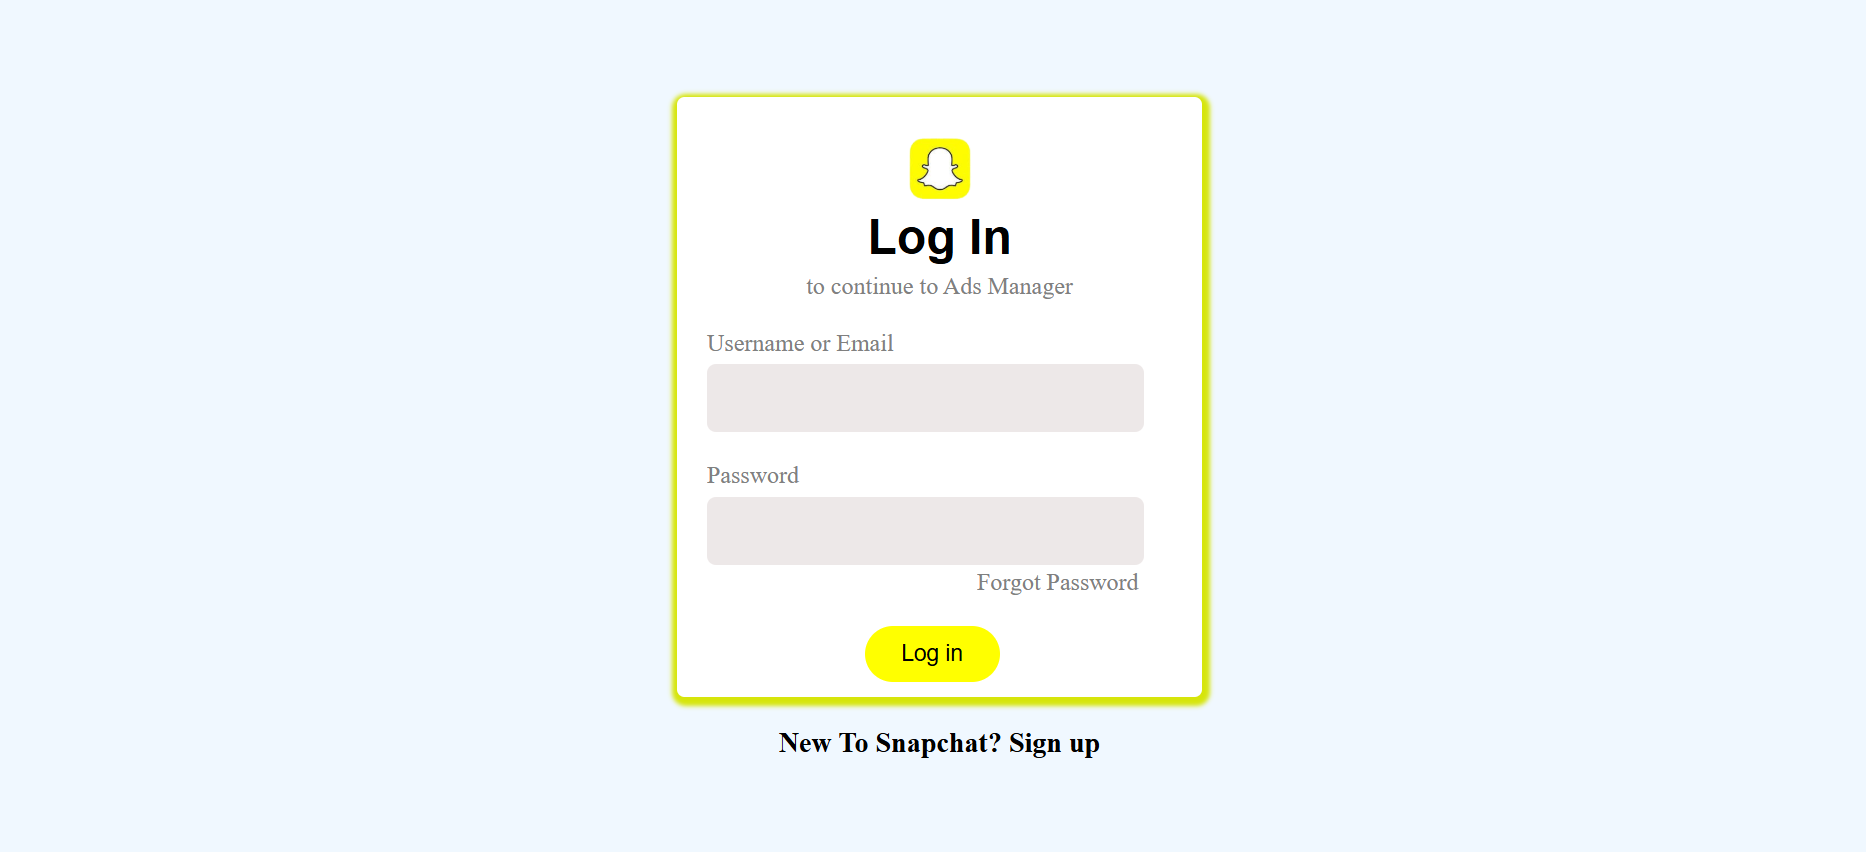 Log In
to continue to Ads Manager
Username or Email
Password
Forgot Password
Log in
New To Snapchat? Sign up